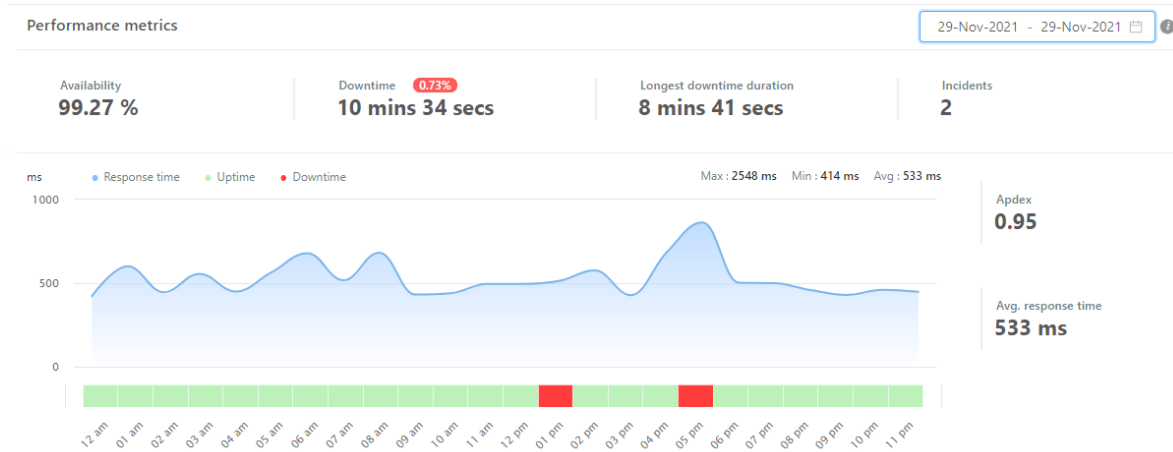 Performance metrics
29-Nov-2021 - 29-Nov-2021
Availability
99.27 %
Downtime 0.73%
10 mins 34 secs
Longest downtime duration
8 mins 41 secs
Incidents
2
ms
Response time Uptime Downtime
Max : 2548 ms Min : 414 ms Avg : 533 ms
1000
500
0
12 am 01 am 02 am 03 am 04 am 05 am 06 am 07 am 08 am 09 am 10 am 11 am 12 pm 01 pm 02 pm 03 pm 04 pm 05 pm 06 pm 07 pm 08 pm 09 pm 10 pm 11 pm
Apdex
0.95
Avg. response time
533 ms